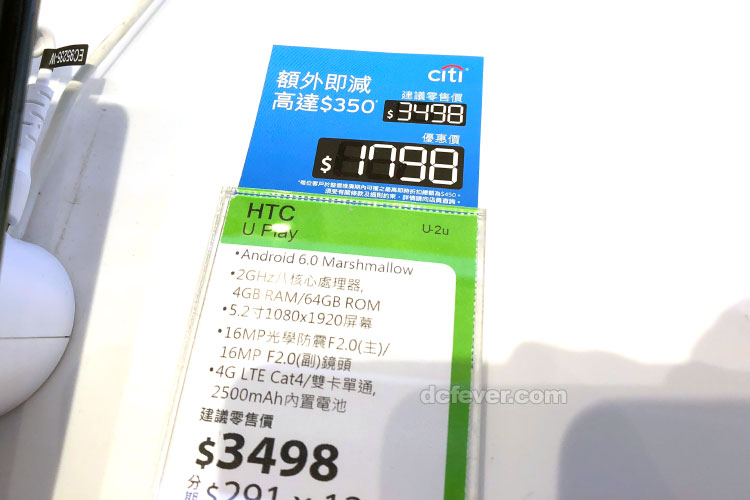 EC95235-W
citi
額外即減
高達$350*
建議零售價
$3498
優惠價
$1798
HTC
U Play
U-2u
•Android 6.0 Marshmallow
•2GHz八核心處理器,
4GB RAM/64GB ROM
•5.2寸1080x1920屏幕
•16MP光學防震F2.0(主)/
16MP F2.0(副)鏡頭
•4G LTE Cat4/雙卡單通,
2500mAh內置電池
建議零售價
$3498
分期 $291 x 12
dcfever.com